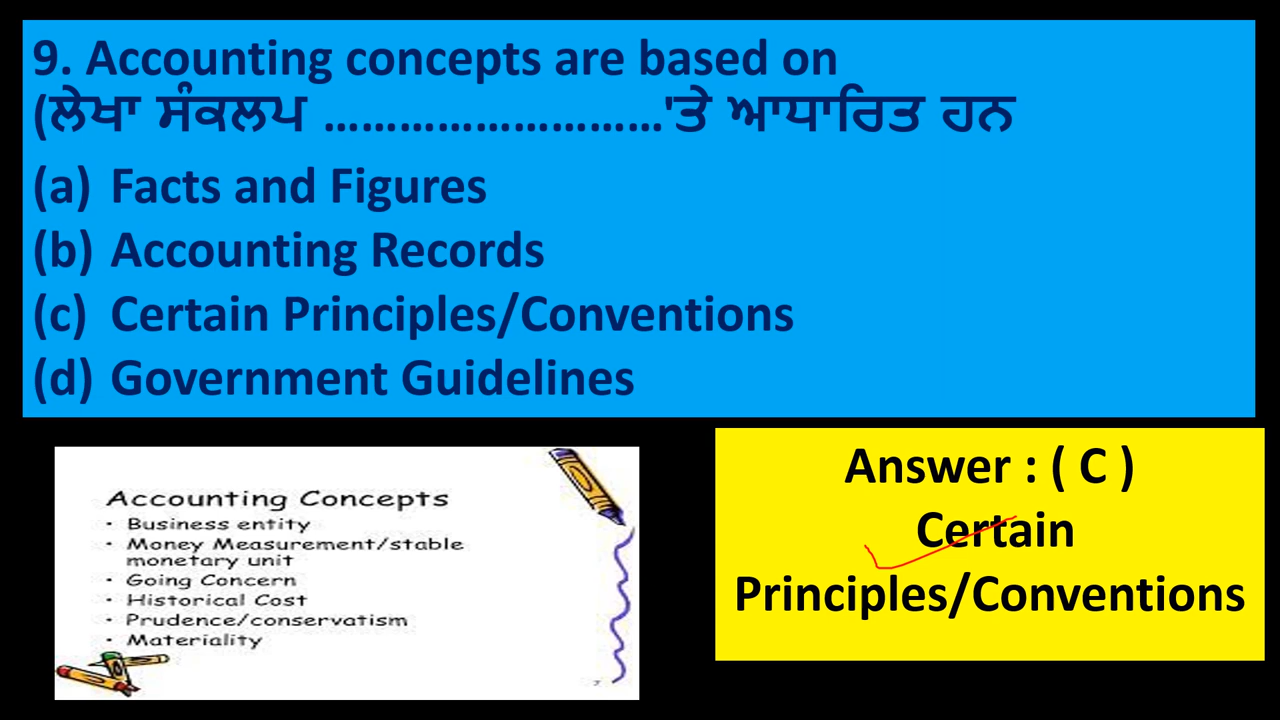 9. Accounting concepts are based on
(ਲੇਖਾ ਸੰਕਲਪ ...........................'ਤੇ ਆਧਾਰਿਤ ਹਨ
(a) Facts and Figures
(b) Accounting Records
(c) Certain Principles/Conventions
(d) Government Guidelines
Accounting Concepts
• Business entity
• Money Measurement/stable
monetary unit
• Going Concern
• Historical Cost
• Prudence/conservatism
• Materiality
7
Answer : ( C )
Certain
Principles/Conventions